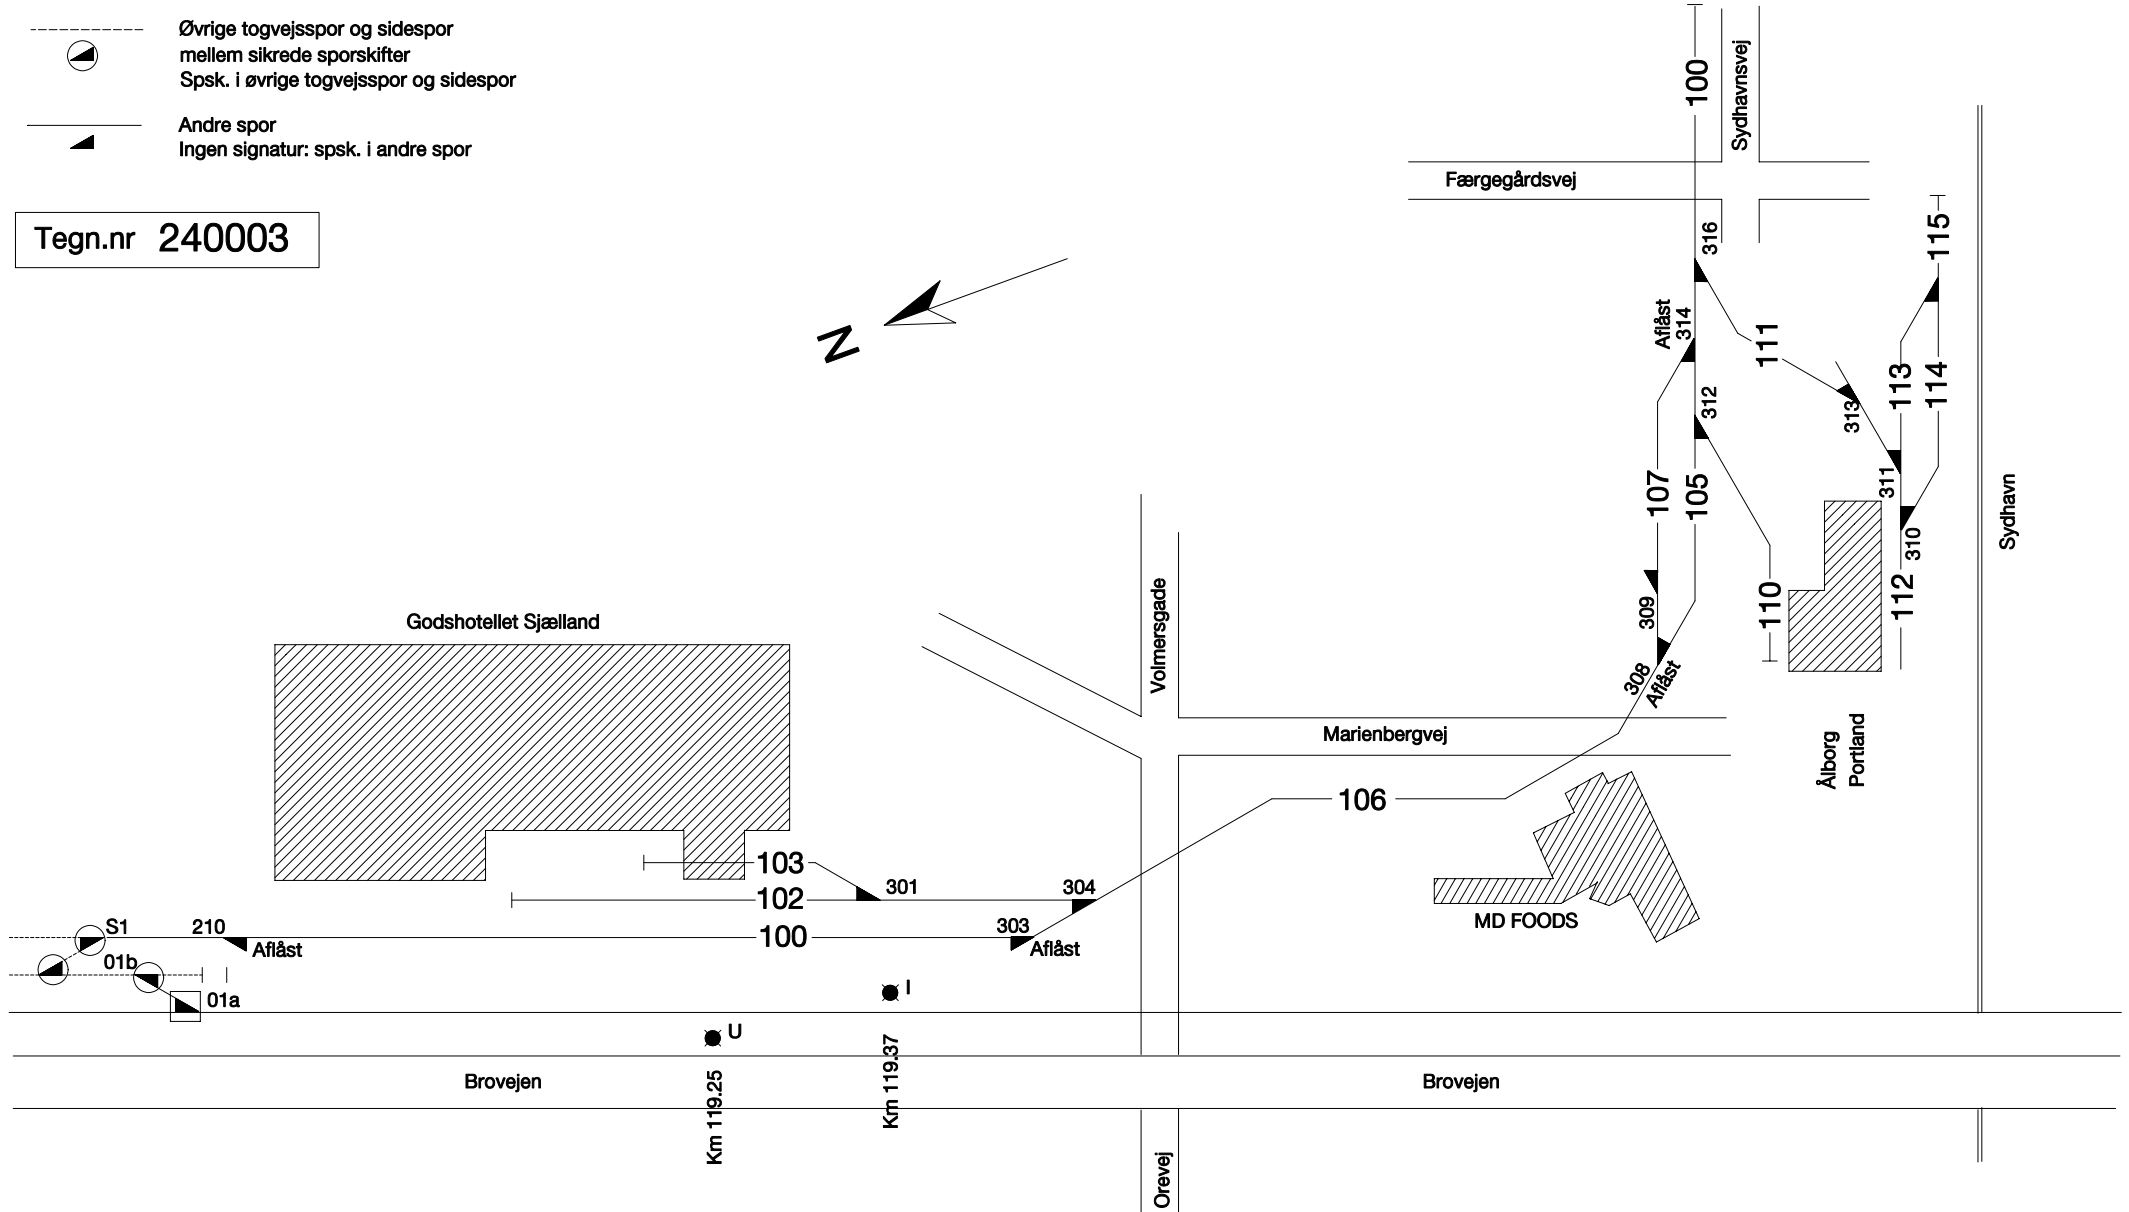 Øvrige togvejsspor og sidespor
mellem sikrede sporskifter
Spsk. i øvrige togvejsspor og sidespor
Andre spor
Ingen signatur: spsk. i andre spor
Tegn.nr 240003
N
100
Sydhavnsvej
Færgegårdsvej
316
115
Aflåst
314
111
312
113
114
313
107
105
311
310
Sydhavn
110
112
309
308
Aflåst
Volmersgade
Godshotellet Sjælland
Marienbergvej
Ålborg
Portland
106
103
301
304
102
MD FOODS
S1
210
Aflåst
100
303
Aflåst
01b
01a
I
U
Km 119.25
Km 119.37
Brovejen
Brovejen
Orevej